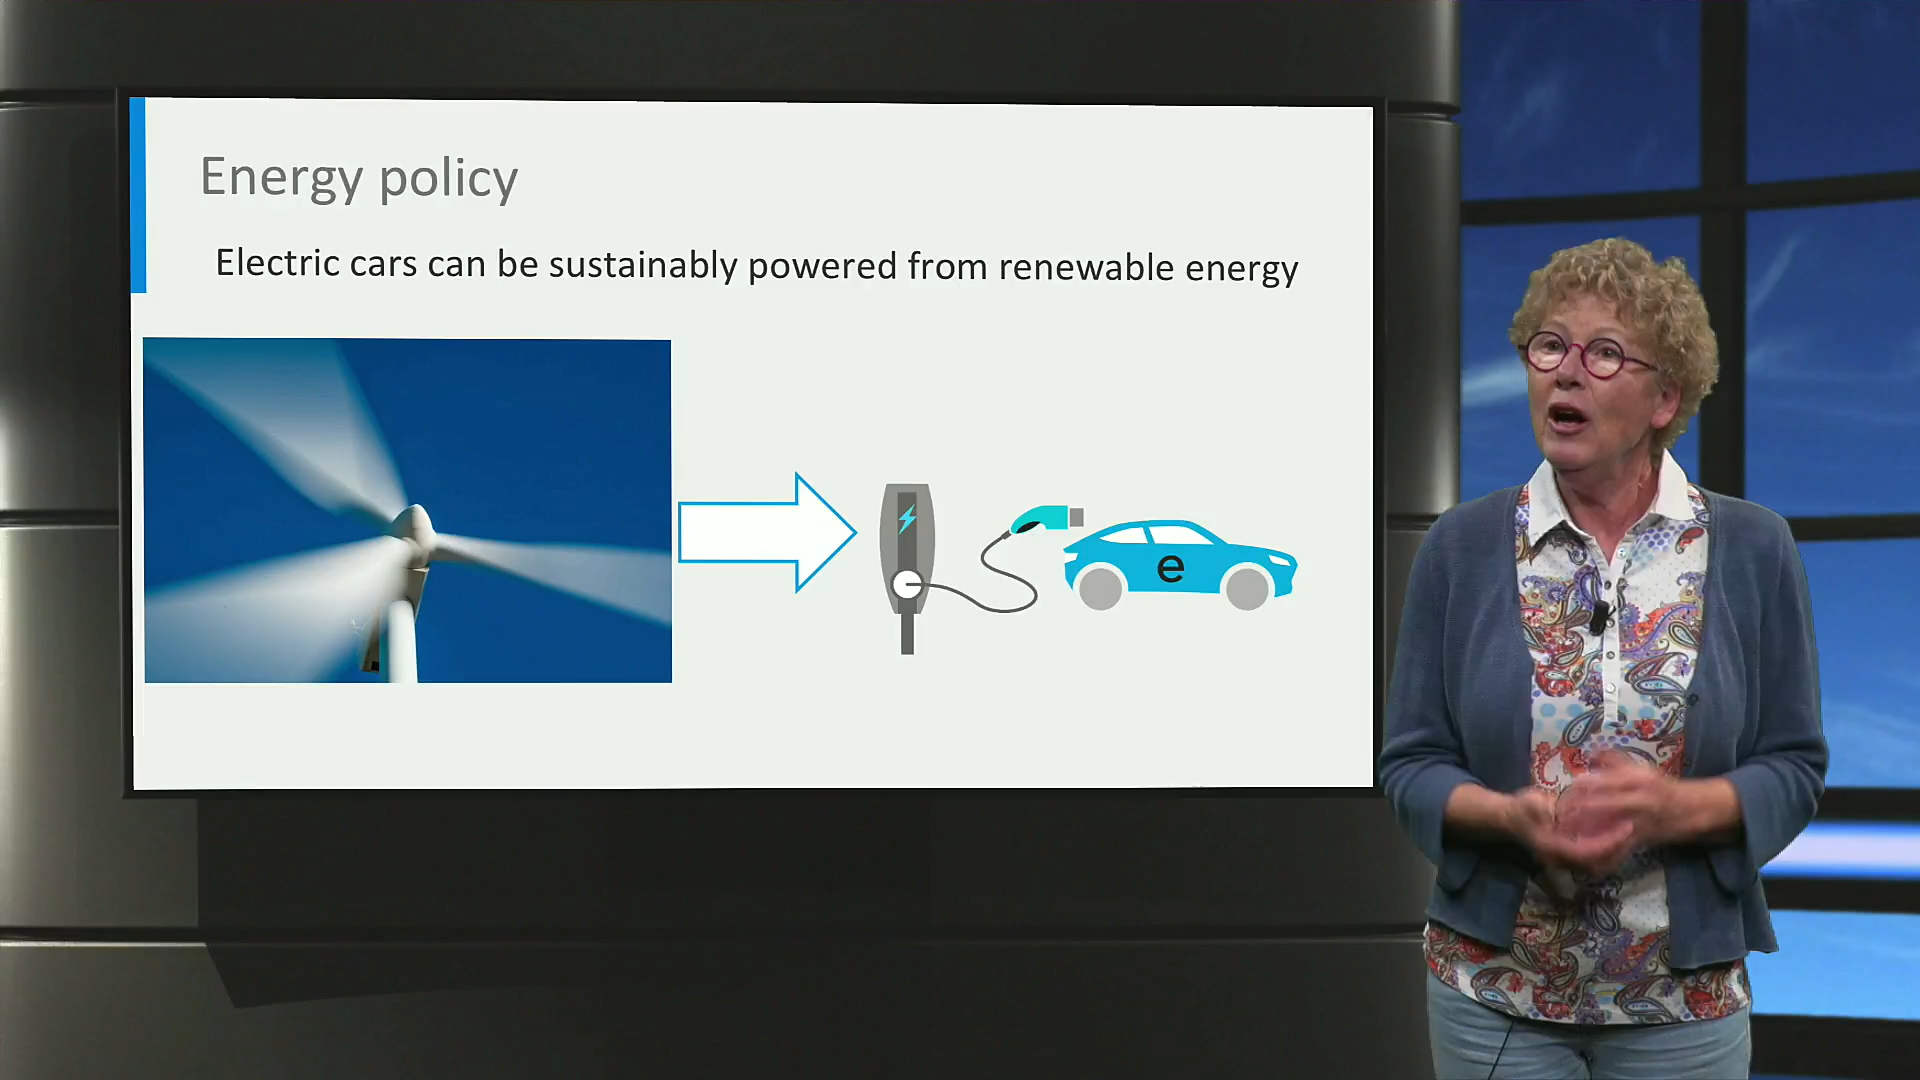 Energy policy
Electric cars can be sustainably powered from renewable energy
e